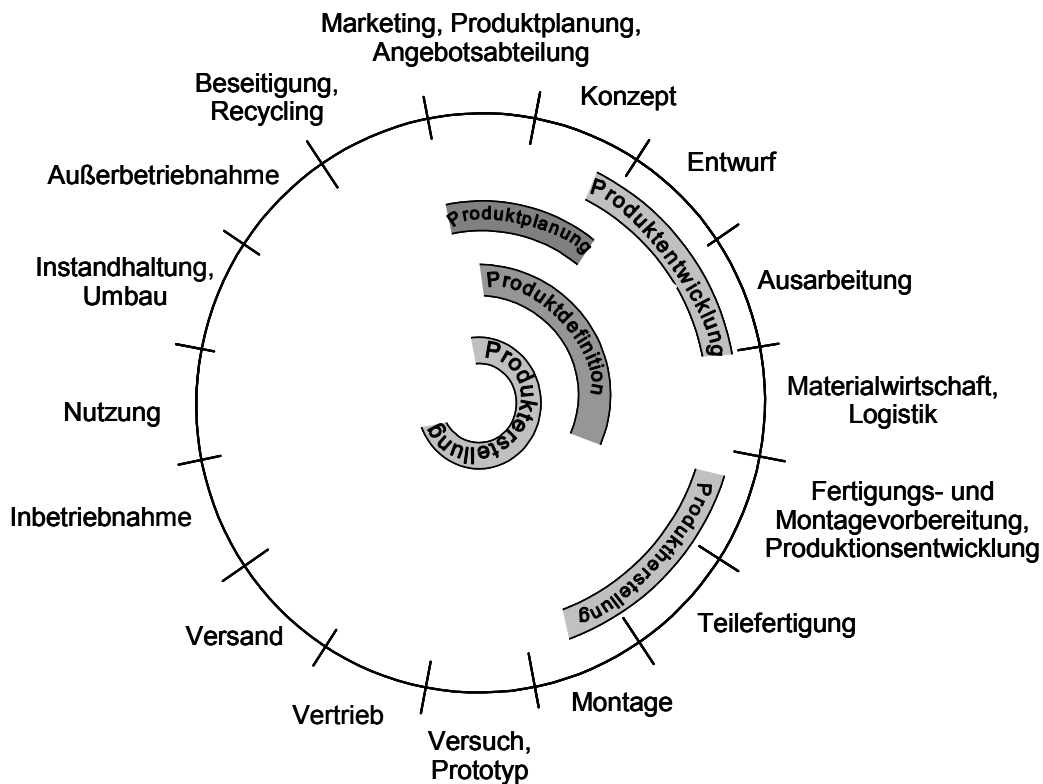 Marketing, Produktplanung,
Angebotsabteilung
Konzept
Entwurf
Ausarbeitung
Materialwirtschaft,
Logistik
Fertigungs- und
Montagevorbereitung,
Produktionsentwicklung
Teilefertigung
Montage
Versuch,
Prototyp
Vertrieb
Versand
Inbetriebnahme
Nutzung
Instandhaltung,
Umbau
Außerbetriebnahme
Beseitigung,
Recycling
Produktplanung
Produktentwicklung
Produktdefinition
Produkterstellung
Produktherstellung